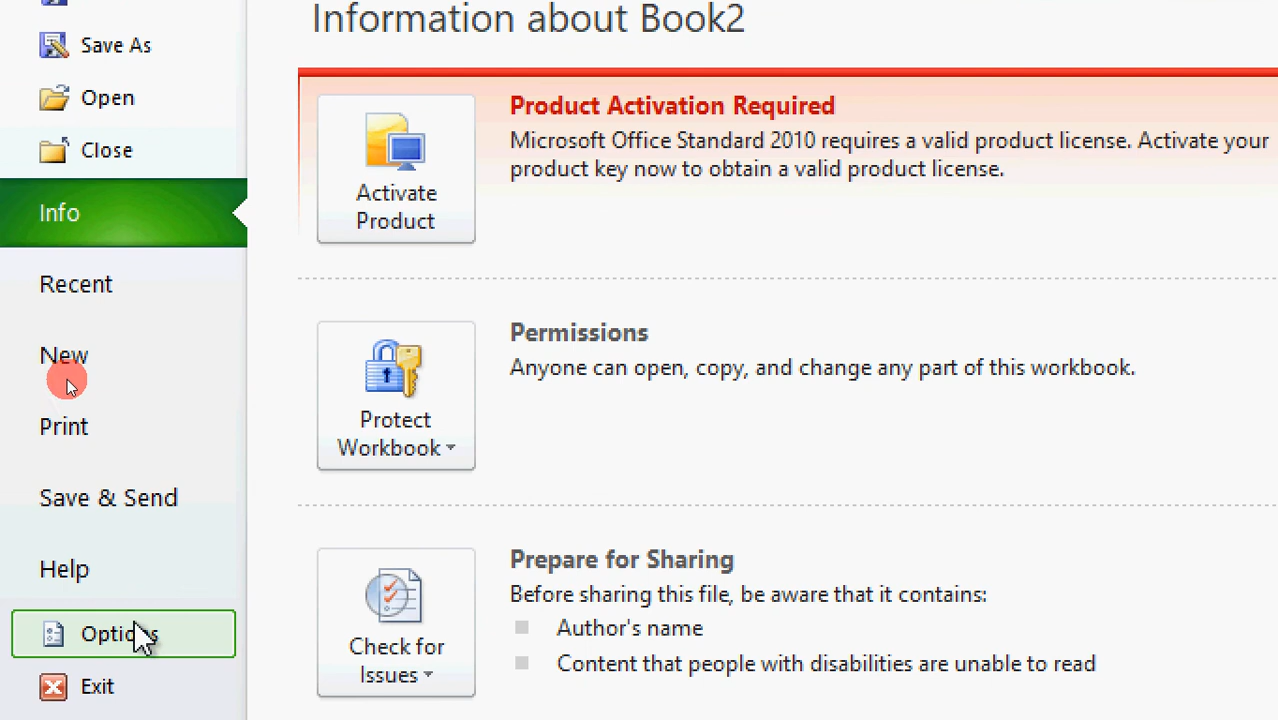 Information about Book2
Save As
Open
Close
Info
Recent
New
Print
Save & Send
Help
Options
Exit
Activate
Product
Product Activation Required
Microsoft Office Standard 2010 requires a valid product license. Activate your
product key now to obtain a valid product license.
Protect
Workbook
Permissions
Anyone can open, copy, and change any part of this workbook.
Check for
Issues
Prepare for Sharing
Before sharing this file, be aware that it contains:
Author's name
Content that people with disabilities are unable to read